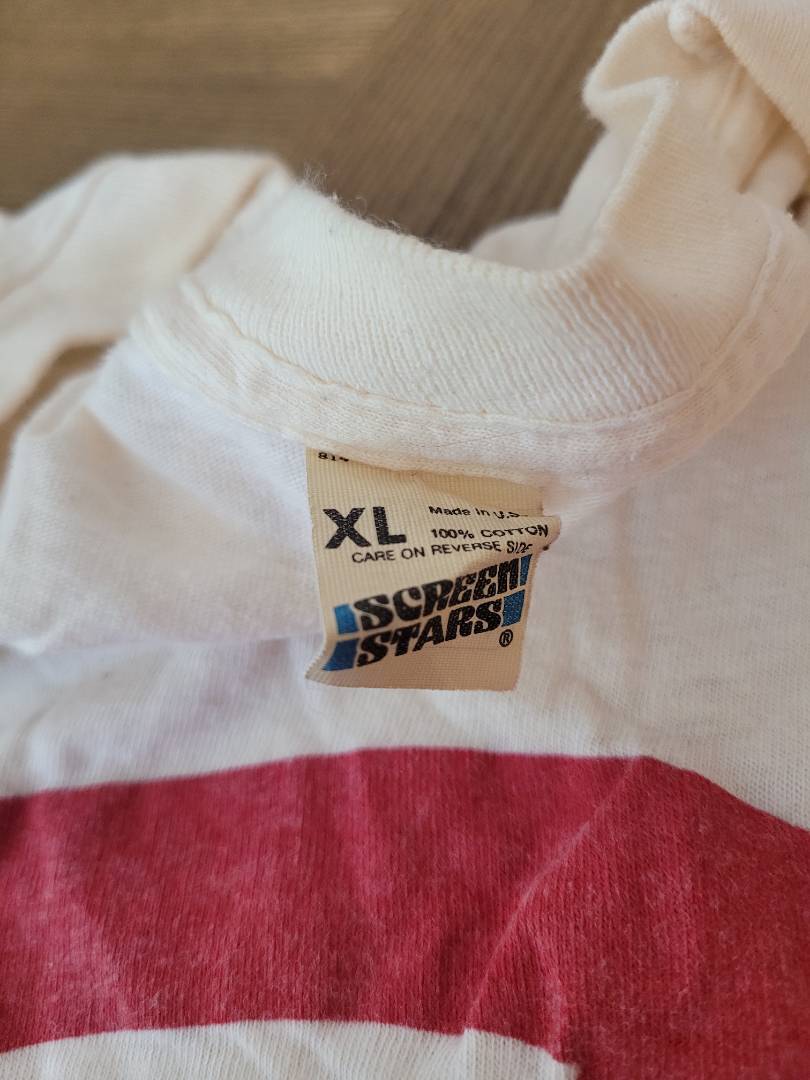 XL
Made in U.S.
100% COTTON
CARE ON REVERSE SIDE
SCREEN
STARS®